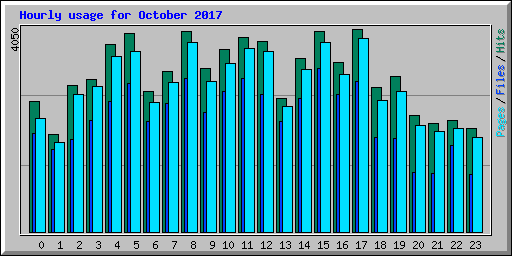 Hourly usage for October 2017
4050
Pages/Files/Hits
0 1 2 3 4 5 6 7 8 9 10 11 12 13 14 15 16 17 18 19 20 21 22 23